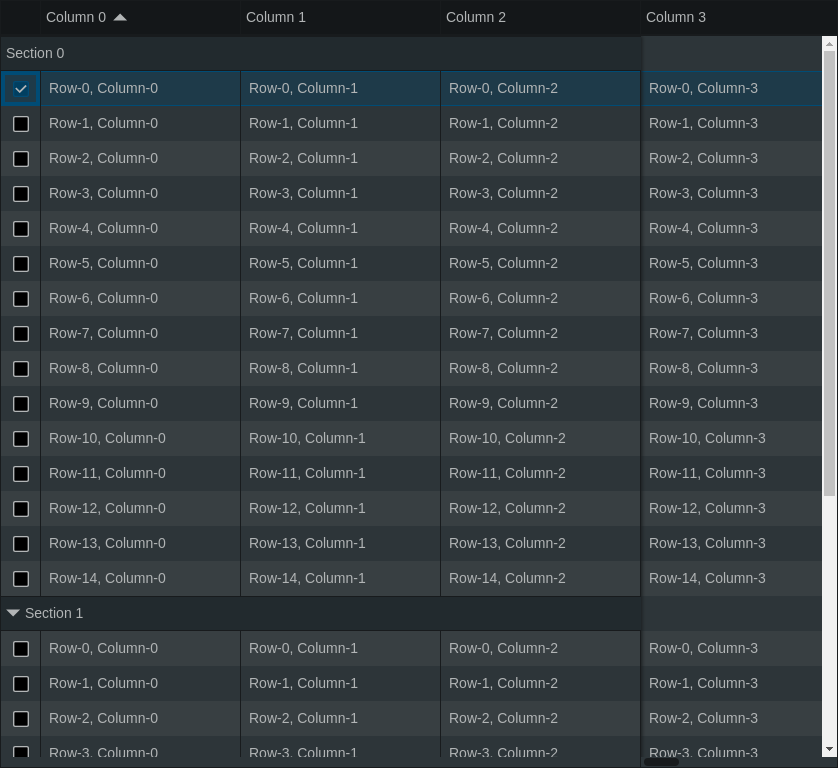 Column 0 Column 1 Column 2 Column 3
Section 0
Row-0, Column-0 Row-0, Column-1 Row-0, Column-2 Row-0, Column-3
Row-1, Column-0 Row-1, Column-1 Row-1, Column-2 Row-1, Column-3
Row-2, Column-0 Row-2, Column-1 Row-2, Column-2 Row-2, Column-3
Row-3, Column-0 Row-3, Column-1 Row-3, Column-2 Row-3, Column-3
Row-4, Column-0 Row-4, Column-1 Row-4, Column-2 Row-4, Column-3
Row-5, Column-0 Row-5, Column-1 Row-5, Column-2 Row-5, Column-3
Row-6, Column-0 Row-6, Column-1 Row-6, Column-2 Row-6, Column-3
Row-7, Column-0 Row-7, Column-1 Row-7, Column-2 Row-7, Column-3
Row-8, Column-0 Row-8, Column-1 Row-8, Column-2 Row-8, Column-3
Row-9, Column-0 Row-9, Column-1 Row-9, Column-2 Row-9, Column-3
Row-10, Column-0 Row-10, Column-1 Row-10, Column-2 Row-10, Column-3
Row-11, Column-0 Row-11, Column-1 Row-11, Column-2 Row-11, Column-3
Row-12, Column-0 Row-12, Column-1 Row-12, Column-2 Row-12, Column-3
Row-13, Column-0 Row-13, Column-1 Row-13, Column-2 Row-13, Column-3
Row-14, Column-0 Row-14, Column-1 Row-14, Column-2 Row-14, Column-3
Section 1
Row-0, Column-0 Row-0, Column-1 Row-0, Column-2 Row-0, Column-3
Row-1, Column-0 Row-1, Column-1 Row-1, Column-2 Row-1, Column-3
Row-2, Column-0 Row-2, Column-1 Row-2, Column-2 Row-2, Column-3
Row-3, Column-0 Row-3, Column-1 Row-3, Column-2 Row-3, Column-3